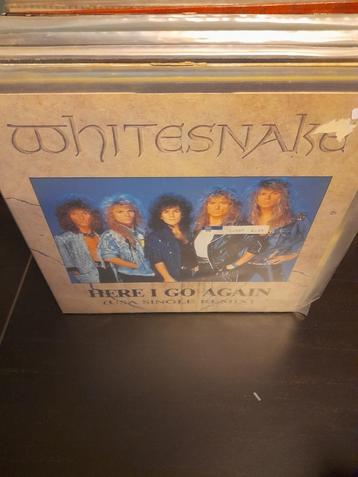 WHITESNAKE
HERE I GO AGAIN
(USA SINGLE REMIX)